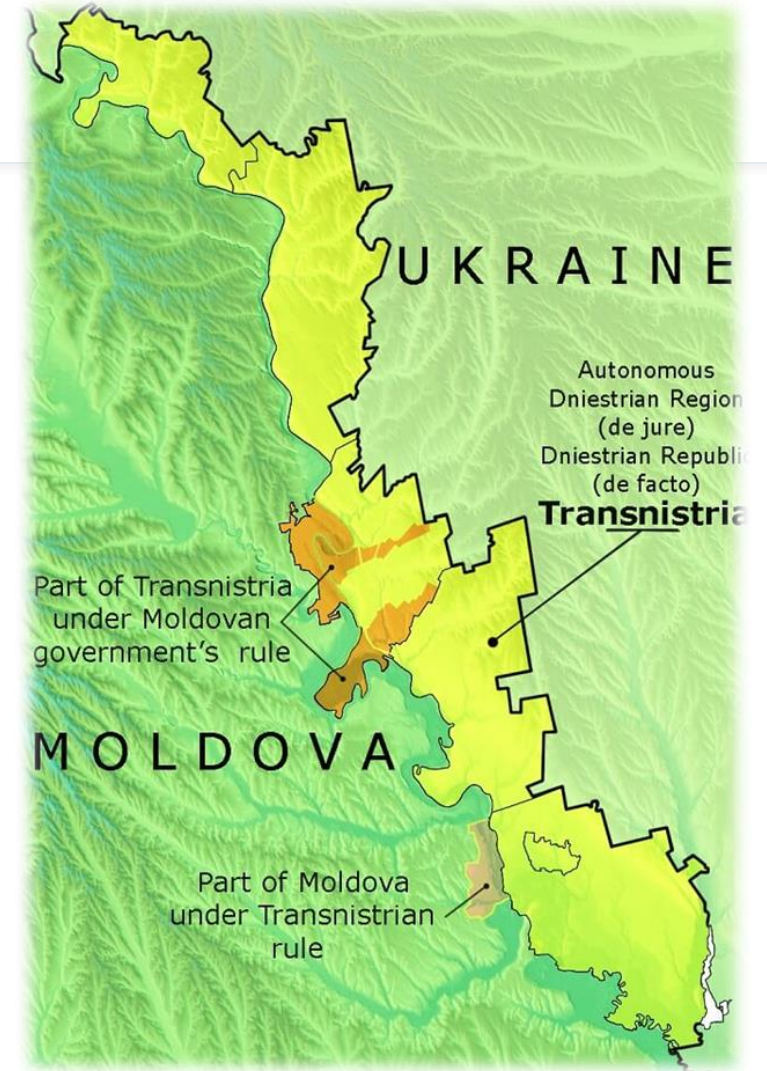 UKRAINE
Autonomous
Dniestrian Region
(de jure)
Dniestrian Republi
(de facto)
Transnistria
Part of Transnistria
under Moldovan
government's rule
MOLDOVA
Part of Moldova
under Transnistrian
rule